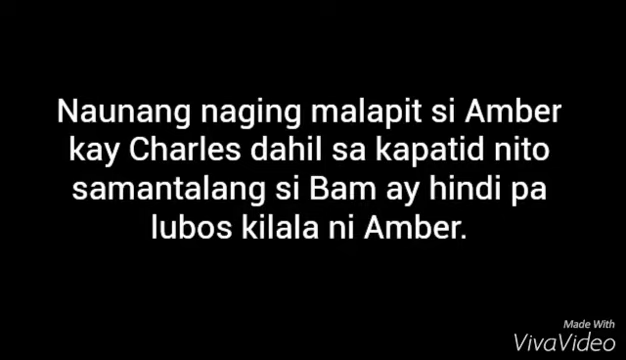 Naunang naging malapit si Amber
kay Charles dahil sa kapatid nito
samantalang si Bam ay hindi pa
lubos kilala ni Amber.
Made With
VivaVideo